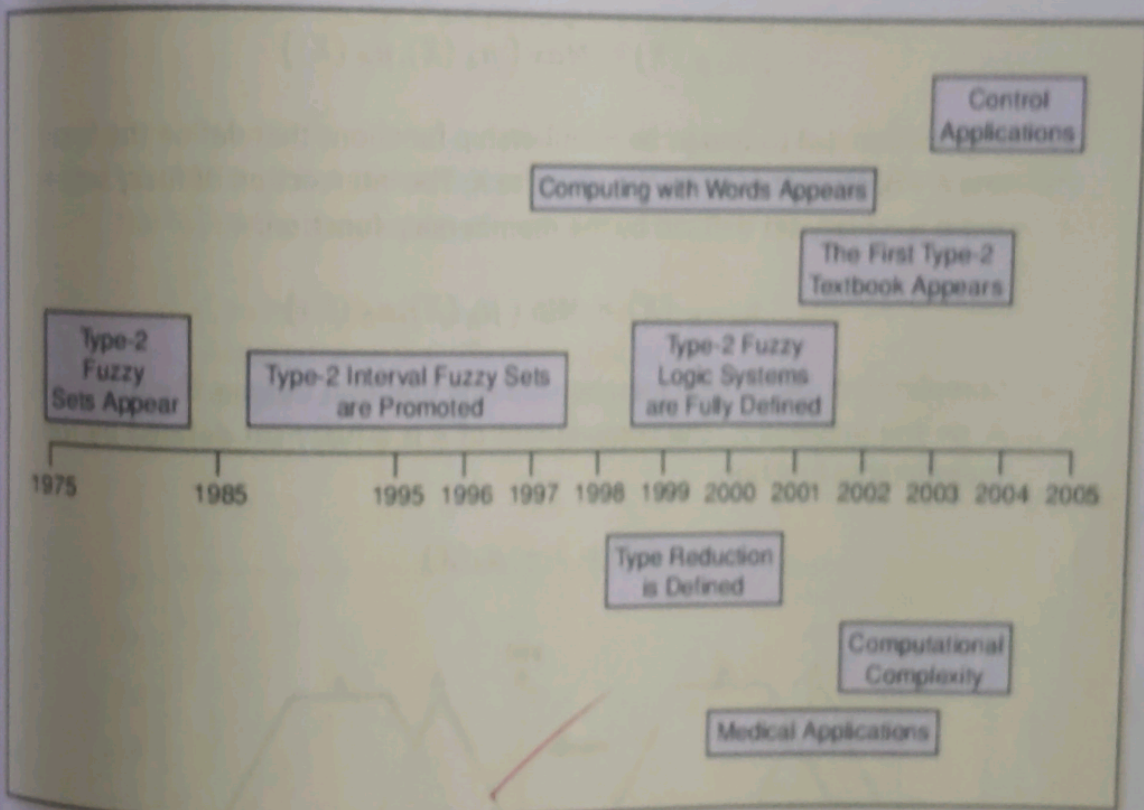 Control
Applications
Computing with Words Appears
The First Type-2
Textbook Appears
Type-2
Fuzzy
Sets Appear
Type-2 Interval Fuzzy Sets
are Promoted
Type-2 Fuzzy
Logic Systems
are Fully Defined
1975 1985 1995 1996 1997 1998 1999 2000 2001 2002 2003 2004 2005
Type Reduction
is Defined
Computational
Complexity
Medical Applications